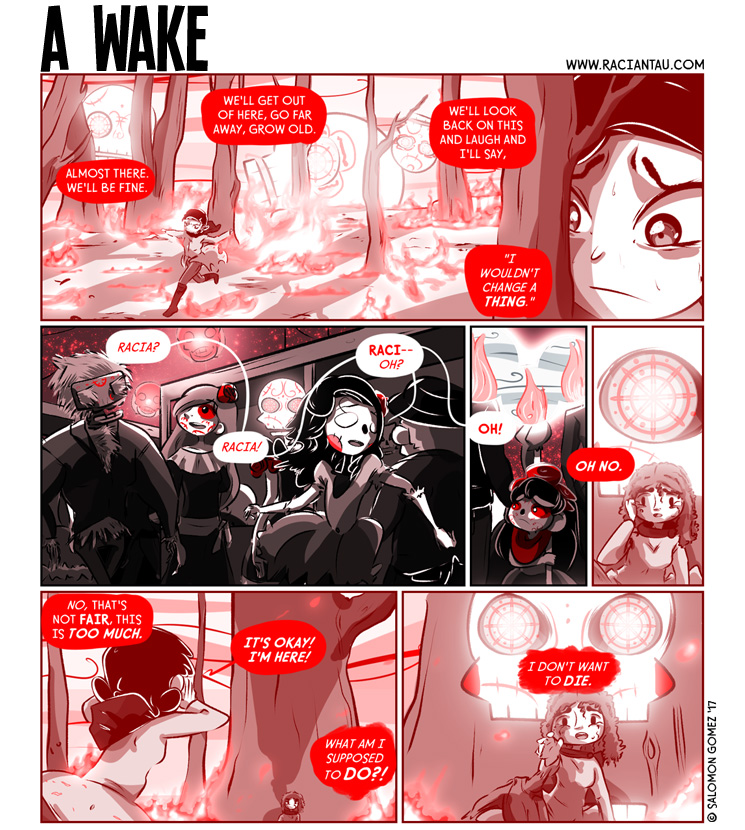 A WAKE
WWW.RACIANTAU.COM
ALMOST THERE.
WE'LL BE FINE.
WE'LL GET OUT
OF HERE, GO FAR
AWAY, GROW OLD.
WE'LL LOOK
BACK ON THIS
AND LAUGH AND
I'LL SAY,
"I
WOULDN'T
CHANGE A
THING."
RACIA?
RACIA!
RACI--
OH?
OH!
OH NO.
NO, THAT'S
NOT FAIR, THIS
IS TOO MUCH.
IT'S OKAY!
I'M HERE!
WHAT AM I
SUPPOSED
TO DO?!
I DON'T WANT
TO DIE.
© SALOMON GOMEZ '17